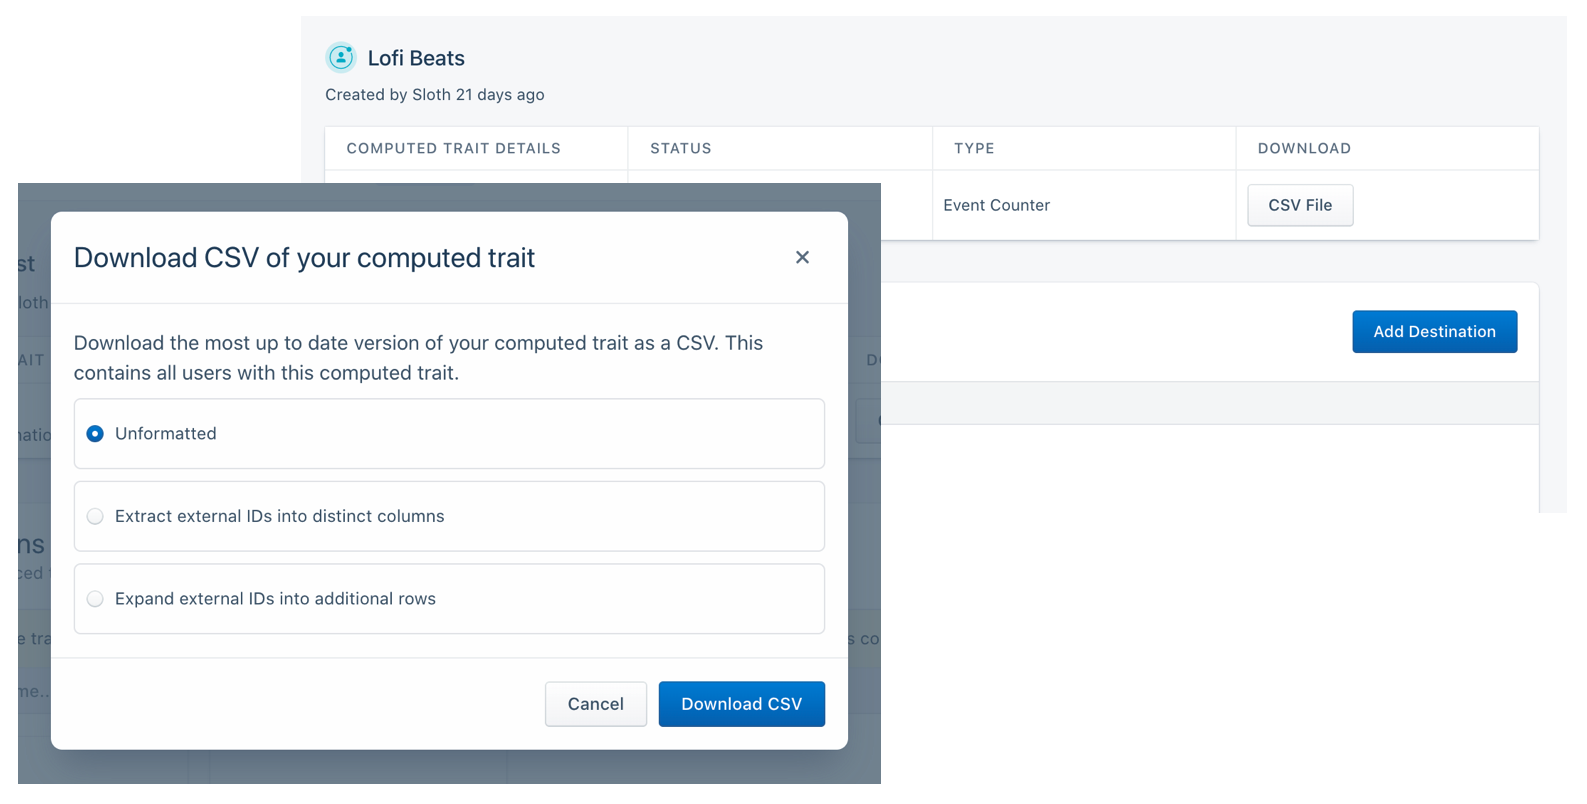 Lofi Beats
Created by Sloth 21 days ago
COMPUTED TRAIT DETAILS
STATUS
TYPE
DOWNLOAD
Event Counter
CSV File
Add Destination
Download CSV of your computed trait
Download the most up to date version of your computed trait as a CSV. This
contains all users with this computed trait.
Unformatted
Extract external IDs into distinct columns
Expand external IDs into additional rows
Cancel
Download CSV